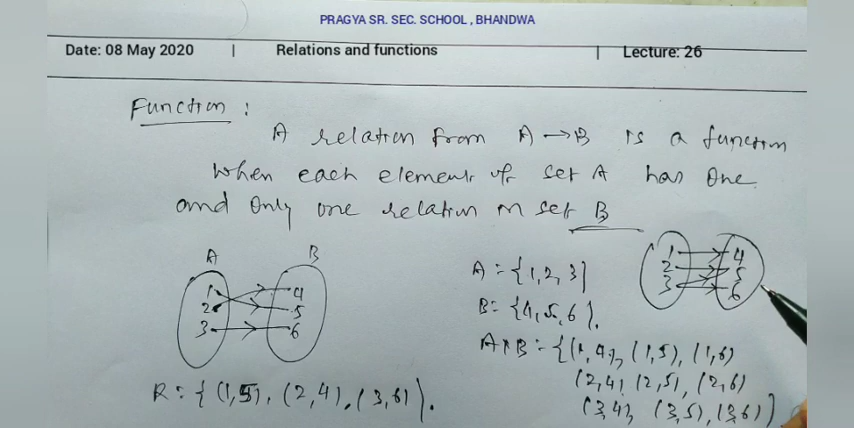 PRAGYA SR. SEC. SCHOOL , BHANDWA
Date: 08 May 2020 | Relations and functions | Lecture: 26
Function :
A relation from A → B is a function
when each element of set A has one
and only one relation in set B
A B
1 4
2 5
3 6
R = { (1,5), (2,4), (3,6) }.
A = {1,2,3}
B = {4,5,6}.
A×B = {(1,4), (1,5), (1,6)
(2,4) (2,5), (2,6)
(3,4), (3,5), (3,6) }
1 4
2 5
3 6